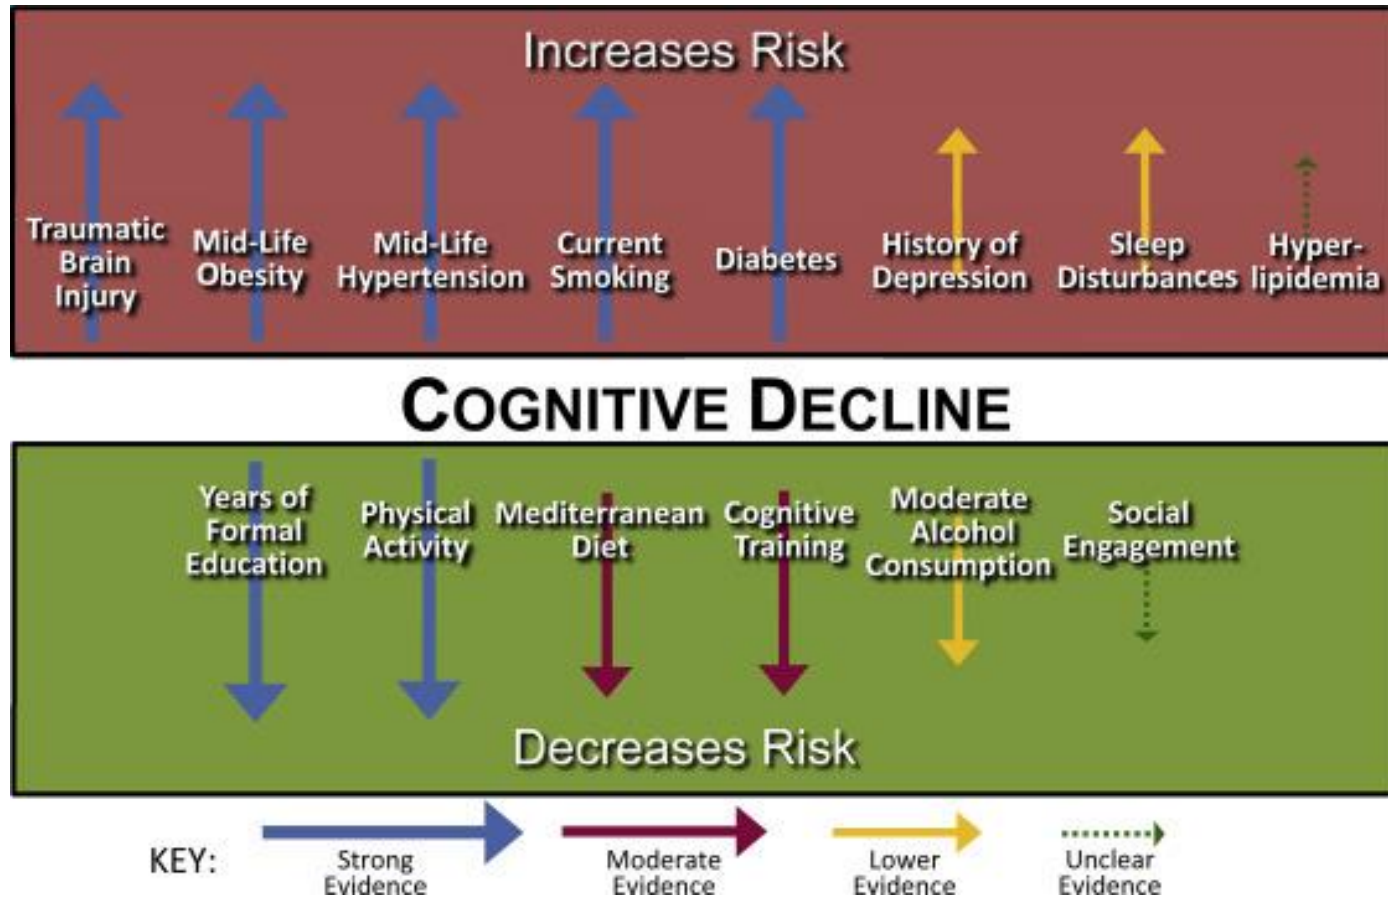 Increases Risk
Traumatic
Brain
Injury
Mid-Life
Obesity
Mid-Life
Hypertension
Current
Smoking
Diabetes
History of
Depression
Sleep
Disturbances
Hyper-
lipidemia
COGNITIVE DECLINE
Years of
Formal
Education
Physical
Activity
Mediterranean
Diet
Cognitive
Training
Moderate
Alcohol
Consumption
Social
Engagement
Decreases Risk
KEY:
Strong
Evidence
Moderate
Evidence
Lower
Evidence
Unclear
Evidence